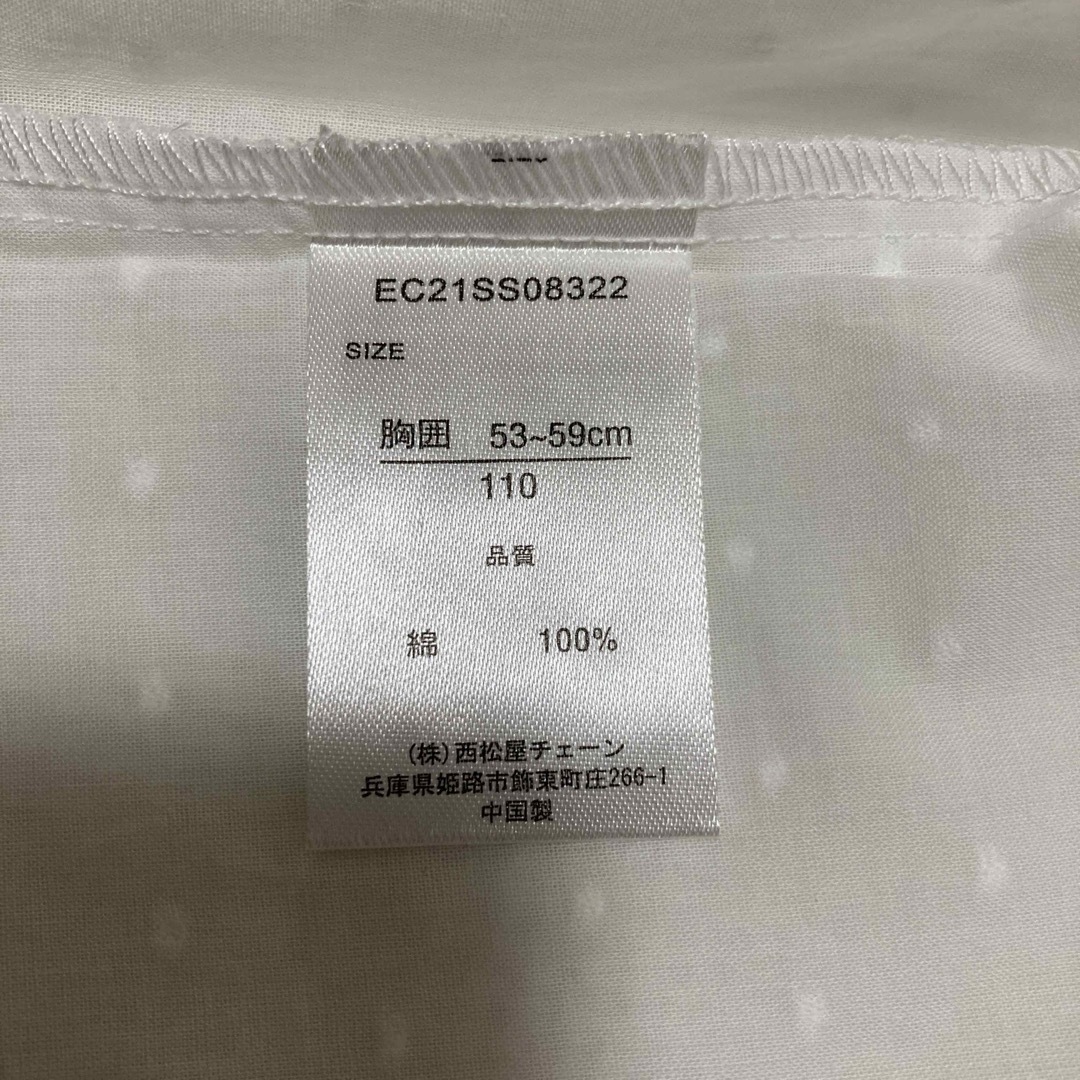 EC21SS08322
SIZE
胸囲 53~59cm
110
品質
綿 100%
(株)西松屋チェーン
兵庫県姫路市飾東町庄266-1
中国製